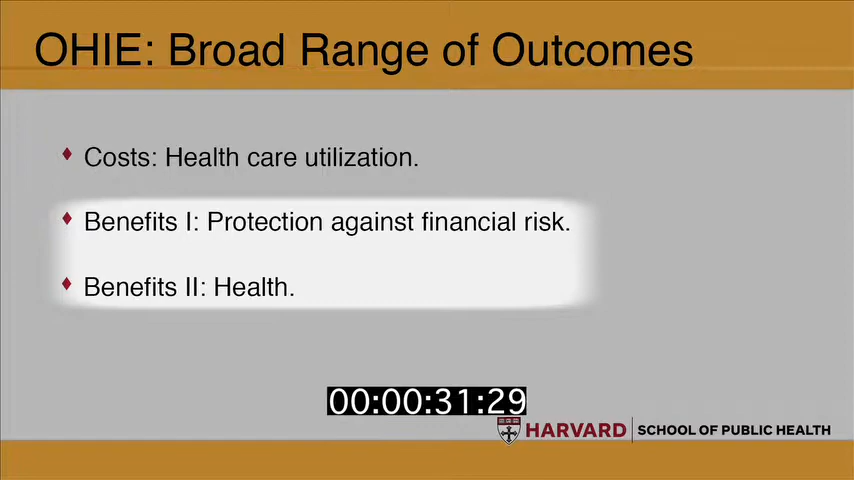 OHIE: Broad Range of Outcomes
Costs: Health care utilization.
Benefits I: Protection against financial risk.
Benefits II: Health.
00:00:31:29
HARVARD SCHOOL OF PUBLIC HEALTH